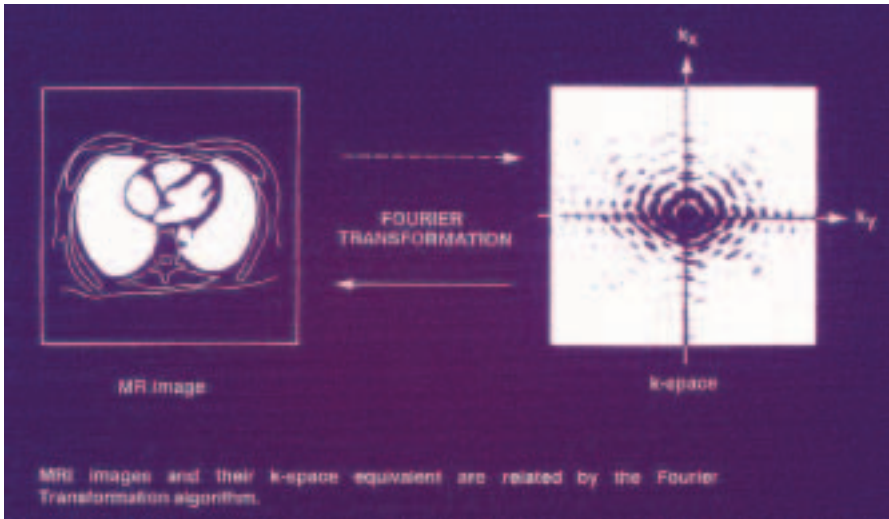 kx
FOURIER
TRANSFORMATION
ky
MR image
k-space
MRI images and their k-space equivalent are related by the Fourier
Transformation algorithm.